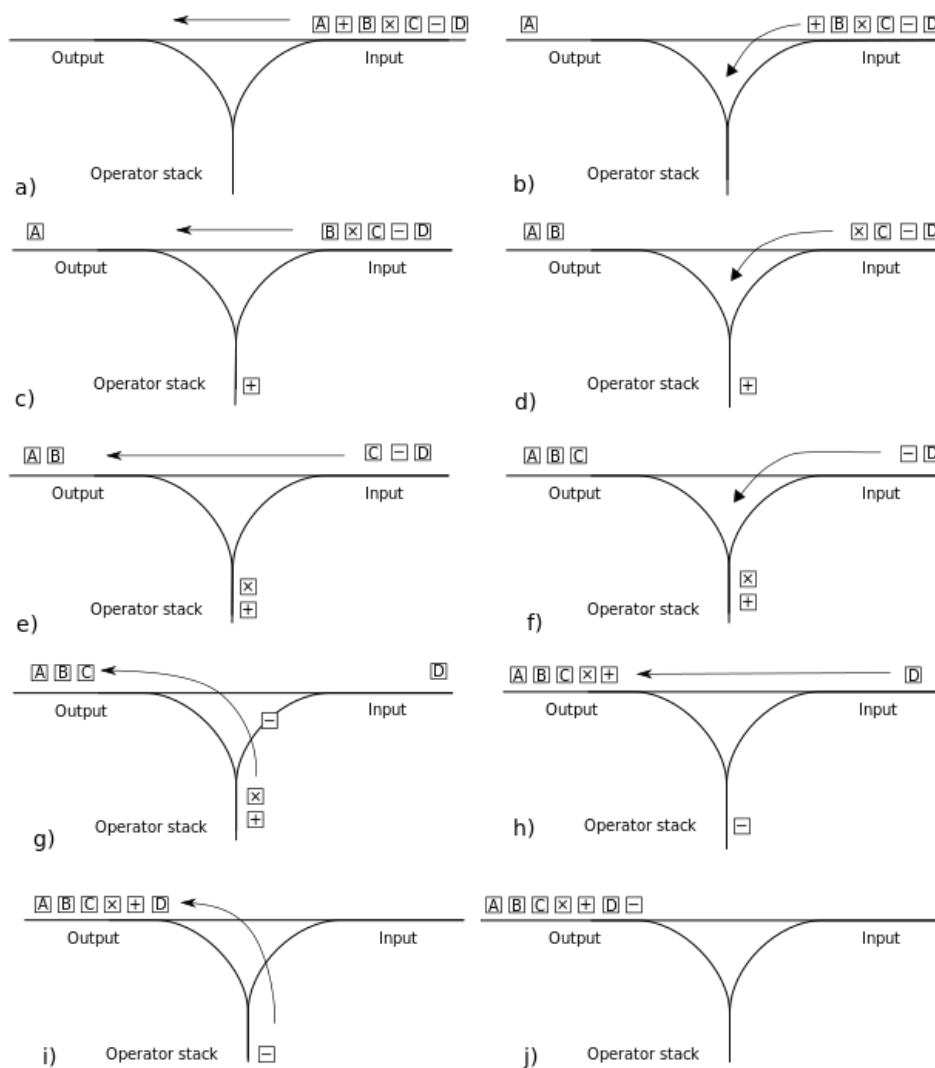 A + B × C − D
Output Input
Operator stack
a)
A + B × C − D
Output Input
Operator stack
b)
A B × C − D
Output Input
Operator stack +
c)
A B × C − D
Output Input
Operator stack +
d)
A B C − D
Output Input
×
Operator stack +
e)
A B C − D
Output Input
×
Operator stack +
f)
A B C D
Output Input
−
×
+
Operator stack
g)
A B C × + D
Output Input
Operator stack −
h)
A B C × + D
Output Input
Operator stack −
i)
A B C × + D −
Output Input
Operator stack
j)